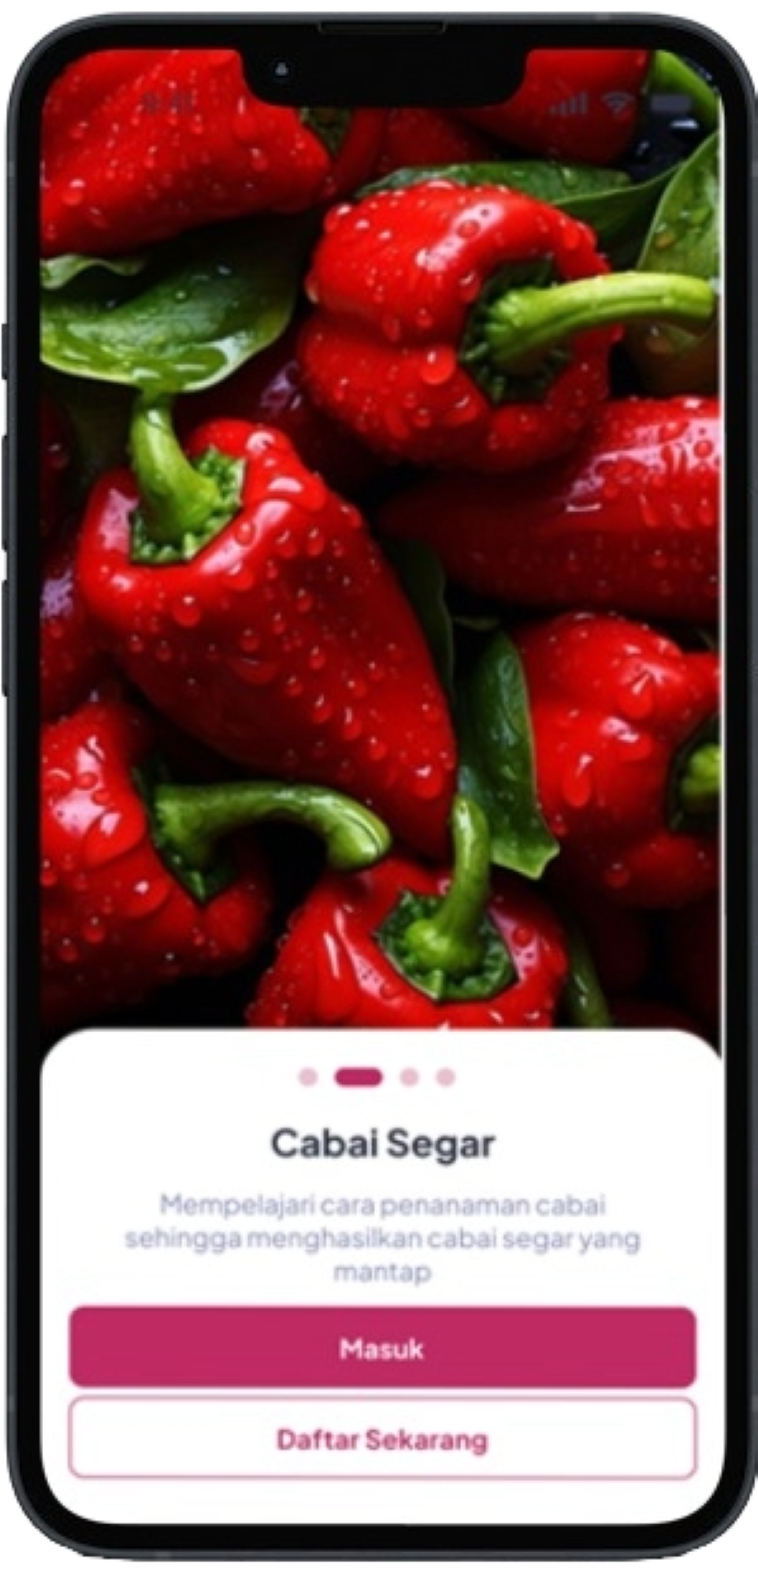 Cabai Segar
Mempelajari cara penanaman cabai
sehingga menghasilkan cabai segar yang
mantap
Masuk
Daftar Sekarang